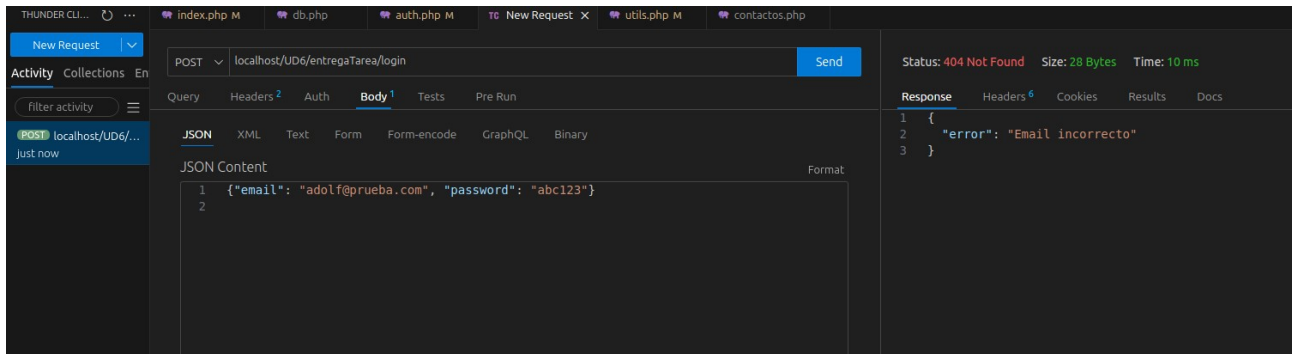 THUNDER CLI... ...
index.php M db.php auth.php M TC New Request X utils.php M contactos.php
New Request
Activity Collections En
filter activity
POST localhost/UD6/...
just now
POST localhost/UD6/entregaTarea/login Send
Query Headers 2 Auth Body 1 Tests Pre Run
JSON XML Text Form Form-encode GraphQL Binary
JSON Content Format
1 {"email": "adolf@prueba.com", "password": "abc123"}
2
Status: 404 Not Found Size: 28 Bytes Time: 10 ms
Response Headers 6 Cookies Results Docs
1 {
2 "error": "Email incorrecto"
3 }